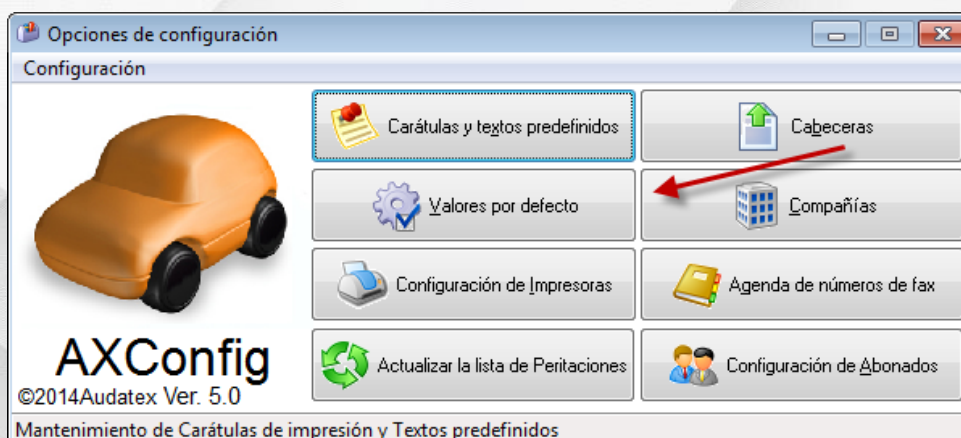 Opciones de configuración
Configuración
Carátulas y textos predefinidos
Cabeceras
Valores por defecto
Compañías
Configuración de Impresoras
Agenda de números de fax
AXConfig
©2014Audatex Ver. 5.0
Actualizar la lista de Peritaciones
Configuración de Abonados
Mantenimiento de Carátulas de impresión y Textos predefinidos